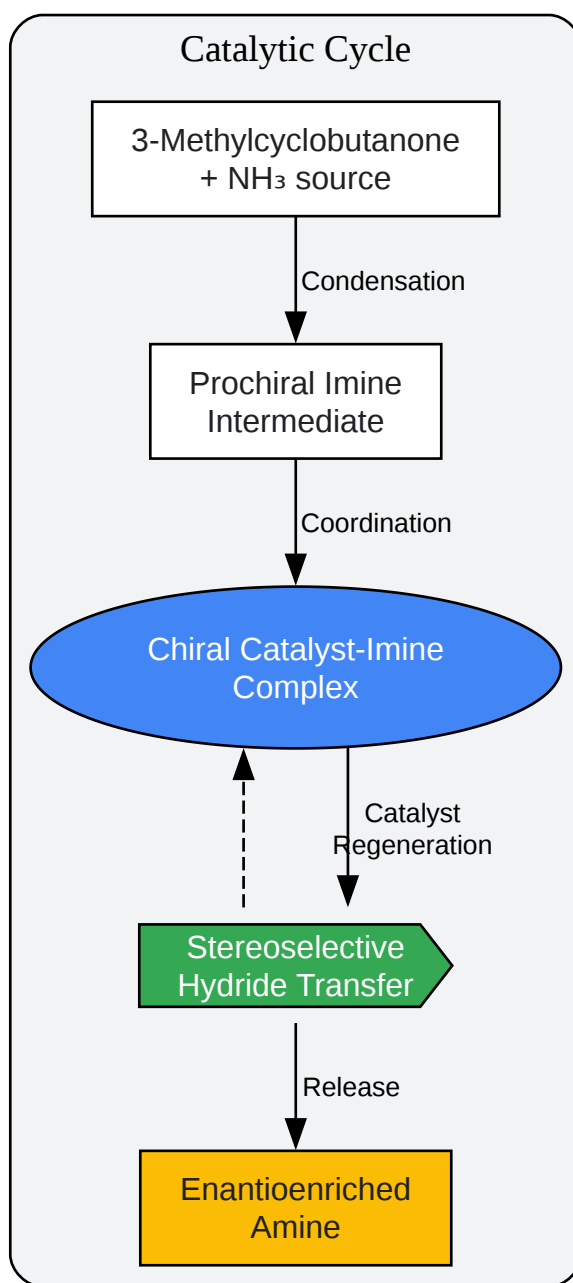 Catalytic Cycle
3-Methylcyclobutanone
+ NH₃ source
Condensation
Prochiral Imine
Intermediate
Coordination
Chiral Catalyst-Imine
Complex
Catalyst
Regeneration
Stereoselective
Hydride Transfer
Release
Enantioenriched
Amine